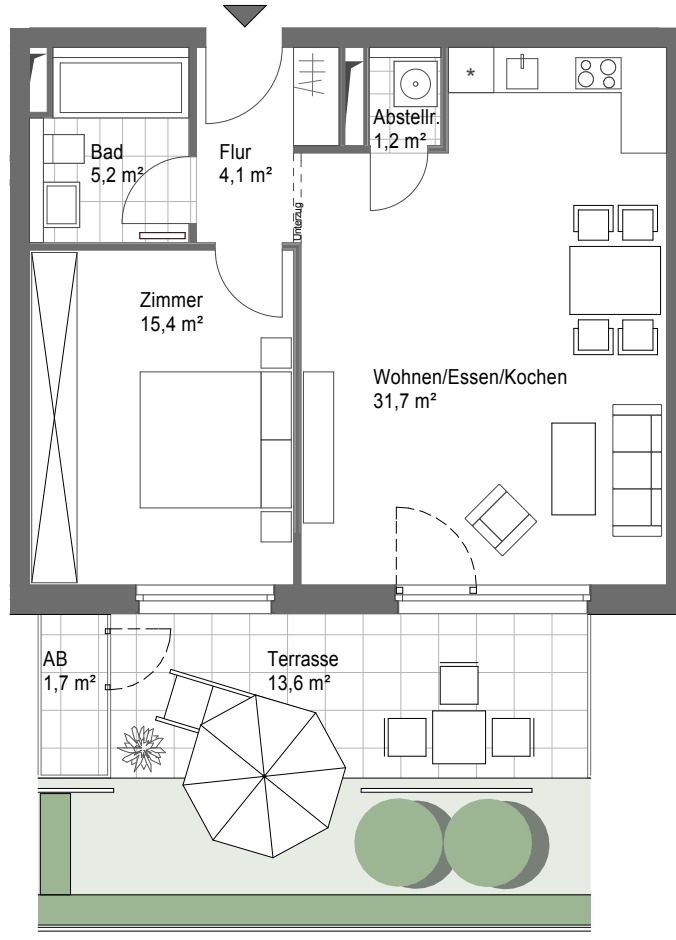 *
Abstellr.
1,2 m²
Bad
5,2 m²
Flur
4,1 m²
Unterzug
Zimmer
15,4 m²
Wohnen/Essen/Kochen
31,7 m²
AB
1,7 m²
Terrasse
13,6 m²